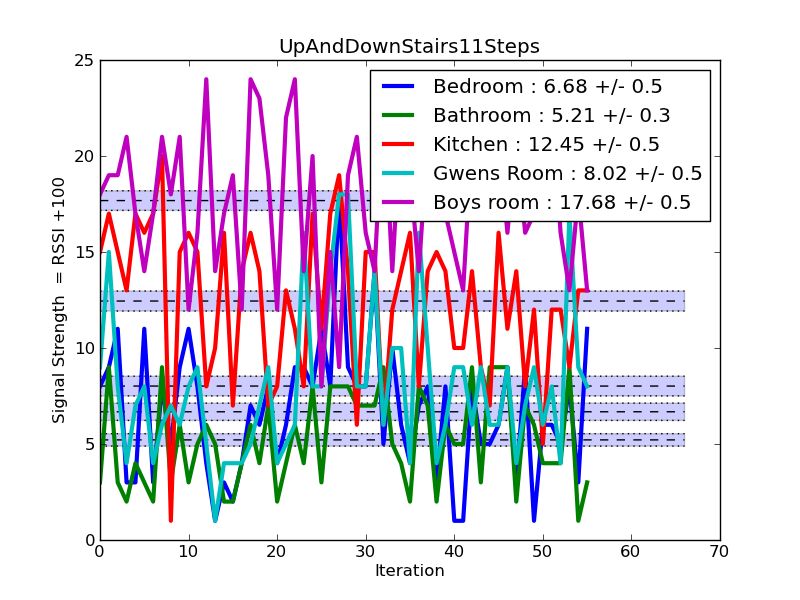 UpAndDownStairs11Steps
25
20
15
10
5
0
Signal Strength = RSSI +100
Bedroom : 6.68 +/- 0.5
Bathroom : 5.21 +/- 0.3
Kitchen : 12.45 +/- 0.5
Gwens Room : 8.02 +/- 0.5
Boys room : 17.68 +/- 0.5
0 10 20 30 40 50 60 70
Iteration